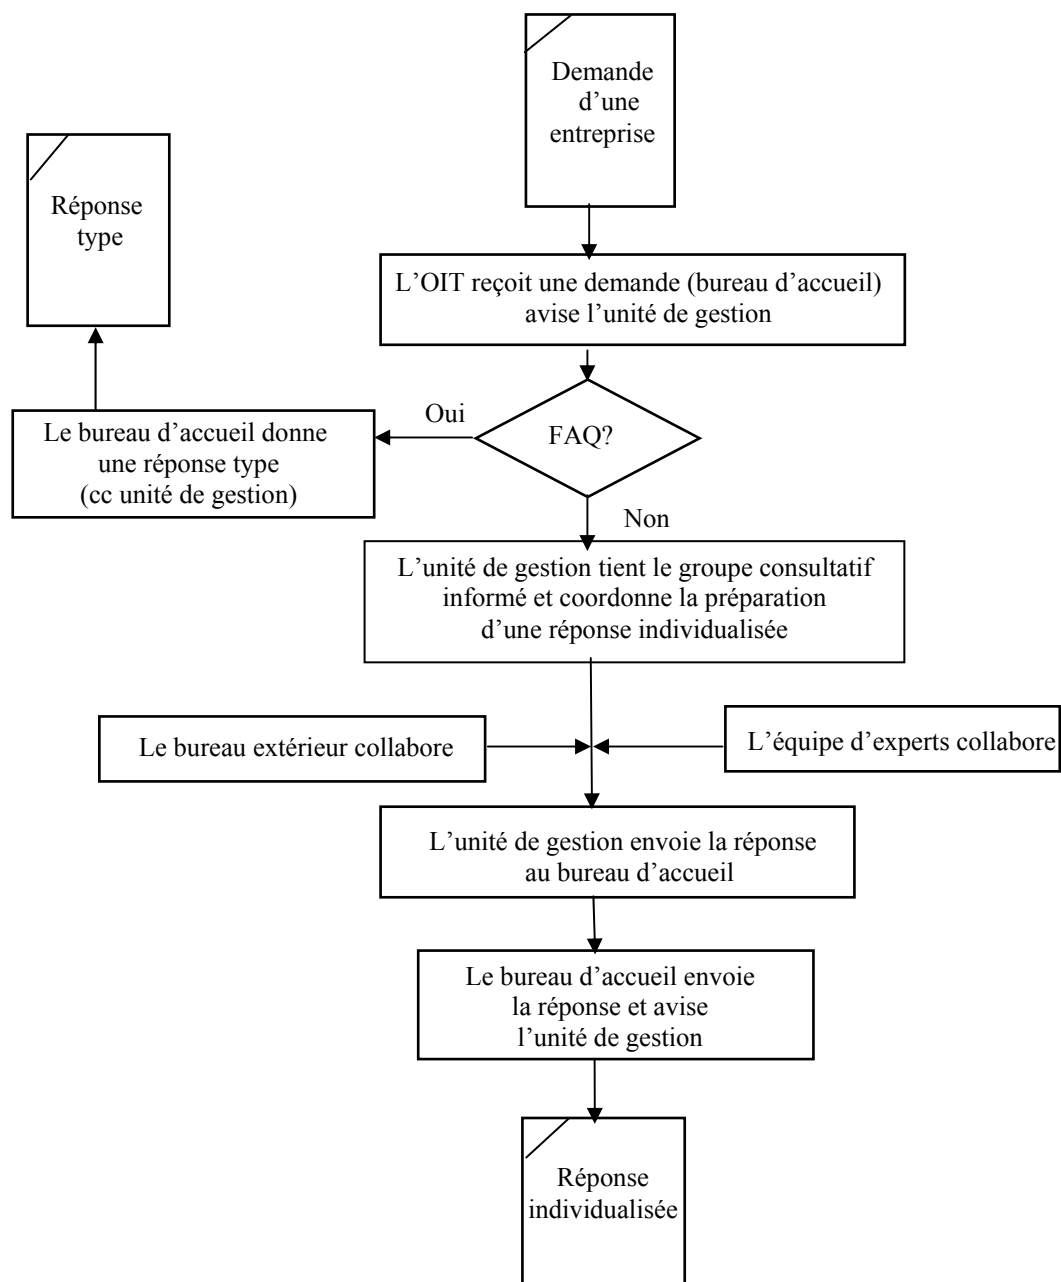 Demande
d’une
entreprise
Réponse
type
L’OIT reçoit une demande (bureau d’accueil)
avise l’unité de gestion
Oui
FAQ?
Le bureau d’accueil donne
une réponse type
(cc unité de gestion)
Non
L’unité de gestion tient le groupe consultatif
informé et coordonne la préparation
d’une réponse individualisée
Le bureau extérieur collabore
L’équipe d’experts collabore
L’unité de gestion envoie la réponse
au bureau d’accueil
Le bureau d’accueil envoie
la réponse et avise
l’unité de gestion
Réponse
individualisée